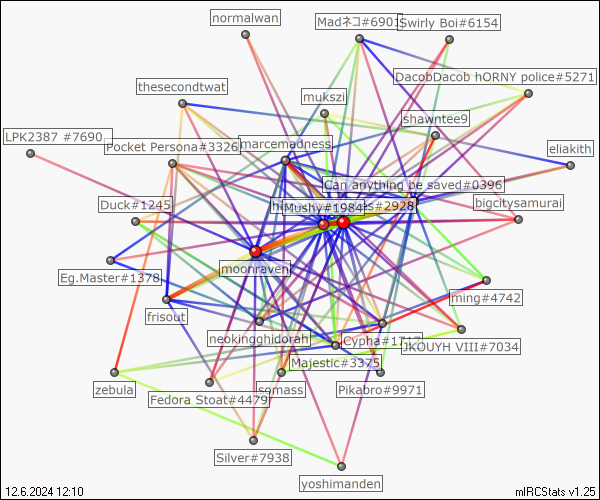 normalwan
Madネコ#6901
Swirly Boi#6154
DacobDacob hORNY police#5271
thesecondtwat
mukszi
shawntee9
LPK2387 #7690
Pocket Persona#3326
marcemadness
eliakith
Can anything be saved#0396
Duck#1245
Mushy#1984
#2928
bigcitysamurai
moonraven
Eg.Master#1378
ming#4742
frisout
neokingghidorah
Cypha#1717
JKOUYH VIII#7034
Majestic#3375
zebula
Fedora Stoat#4479
somass
Pikabro#9971
Silver#7938
yoshimanden
12.6.2024 12:10
mIRCStats v1.25